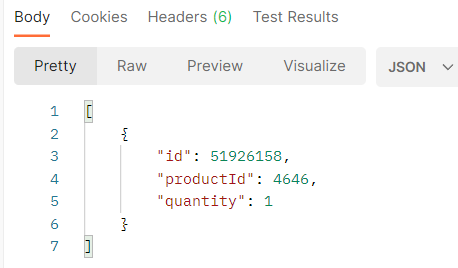 Body Cookies Headers (6) Test Results
Pretty Raw Preview Visualize JSON
1 [
2 {
3 "id": 51926158,
4 "productId": 4646,
5 "quantity": 1
6 }
7 ]